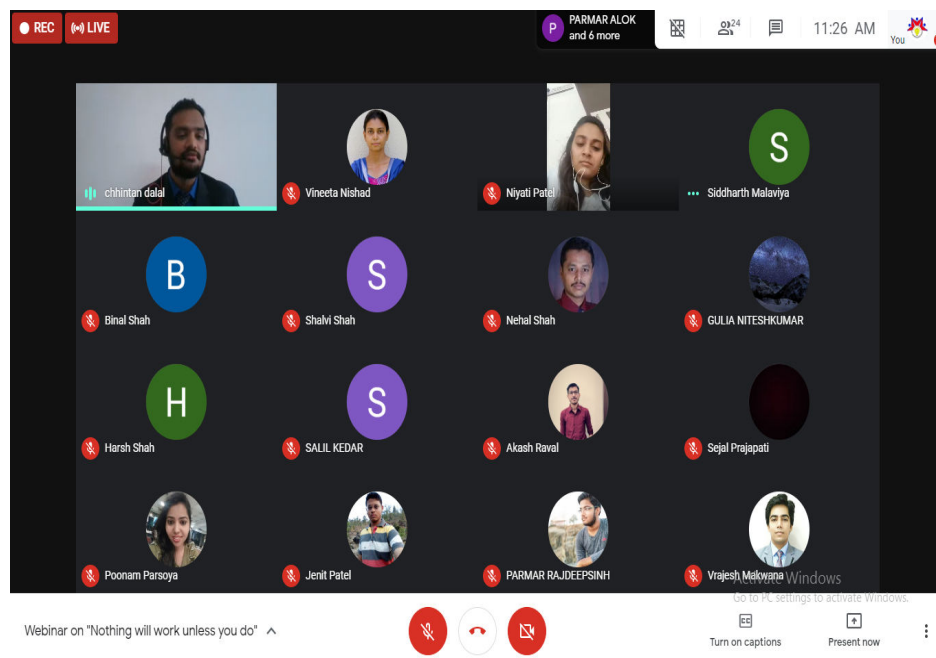 REC
LIVE
P
PARMAR ALOK
and 6 more
24
11:26 AM
You
chhintan dalal
Vineeta Nishad
Niyati Patel
S
Siddharth Malaviya
B
Binal Shah
S
Shalvi Shah
Nehal Shah
GULIA NITESHKUMAR
H
Harsh Shah
S
SALIL KEDAR
Akash Raval
Sejal Prajapati
Poonam Parsoya
Jenit Patel
PARMAR RAJDEEPSINH
Vrajesh Makwana
Activate Windows
Go to PC settings to activate Windows.
Webinar on "Nothing will work unless you do"
CC
Turn on captions
Present now